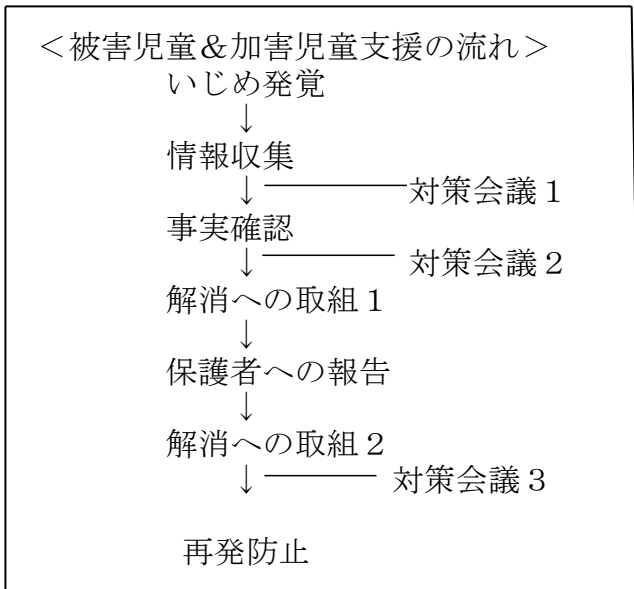 ＜被害児童＆加害児童支援の流れ＞
いじめ発覚
↓
情報収集
↓ 対策会議１
事実確認
↓ 対策会議２
解消への取組１
↓
保護者への報告
↓
解消への取組２
↓ 対策会議３
再発防止